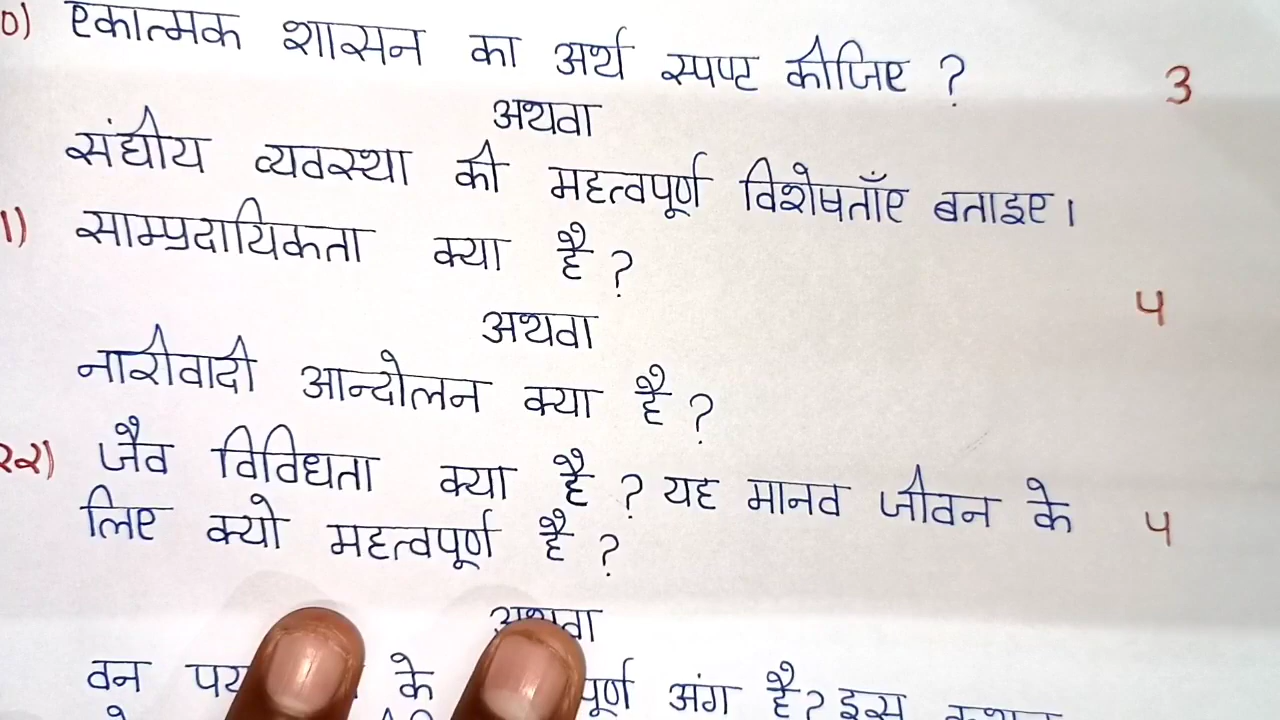 0) एकात्मक शासन का अर्थ स्पष्ट कीजिए ? 3
अथवा
संघीय व्यवस्था की महत्वपूर्ण विशेषताँए बताइए।
1) साम्प्रदायिकता क्या है ?
4
अथवा
नारीवादी आन्दोलन क्या है ?
२२) जैव विविधता क्या है ? यह मानव जीवन के 4
लिए क्यो महत्वपूर्ण है ?
अथवा
वन के अंग है? इस